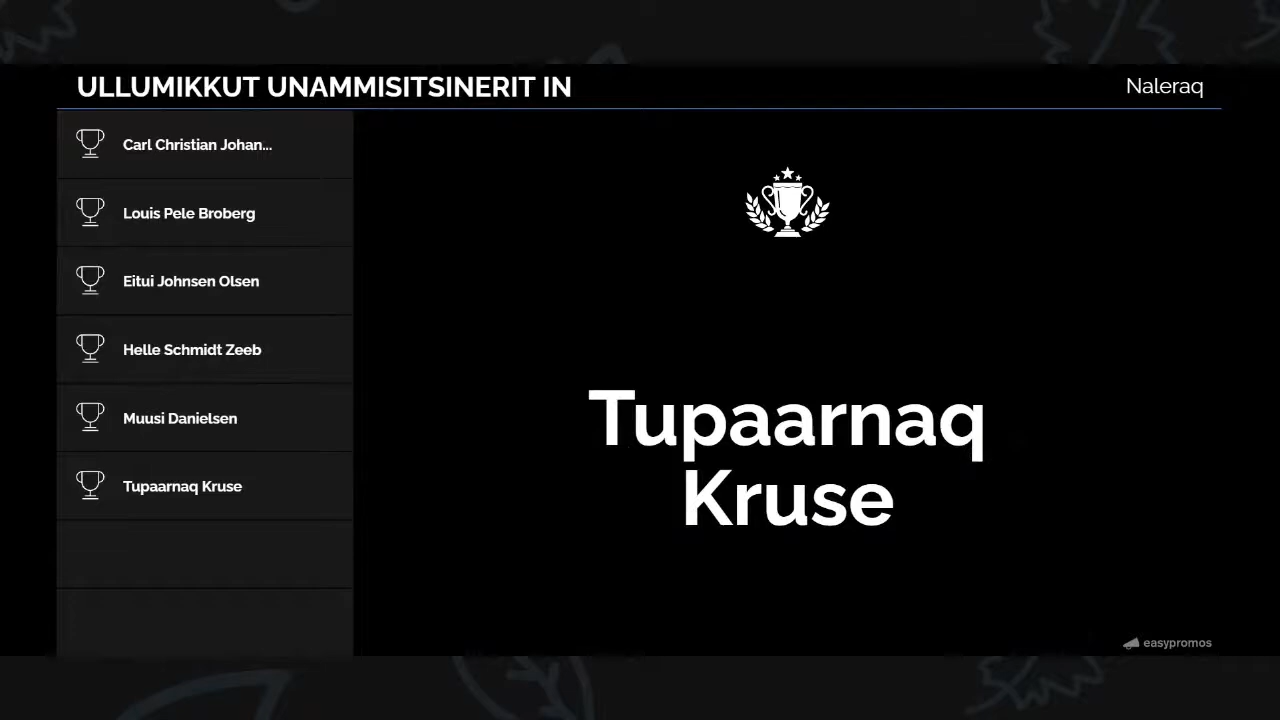 ULLUMIKKUT UNAMMISITSINERIT IN
Naleraq
Carl Christian Johan...
Louis Pele Broberg
Eitui Johnsen Olsen
Helle Schmidt Zeeb
Muusi Danielsen
Tupaarnaq Kruse
Tupaarnaq
Kruse
easypromos